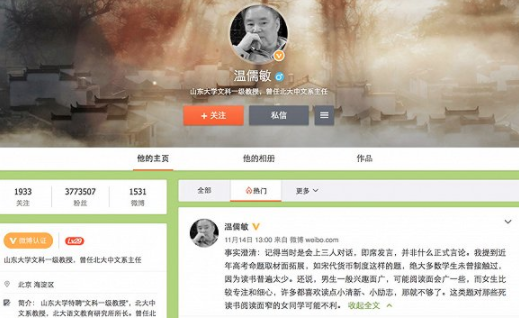 温儒敏
山东大学文科一级教授，曾任北大中文系主任
+ 关注 私信
他的主页 他的相册 作品
1933 3773507 1531
关注 粉丝 微博
微博认证 Lv.29
山东大学文科一级教授，曾任北大中文系主任
北京 海淀区
简介： 山东大学特聘“文科一级教授”，北大中
文系教授、北大语文教育研究所所长。曾任北
全部 热门 更多
温儒敏
11月14日 13:00 来自 微博 weibo.com
事实澄清：记得当时是会上三人对话，即席发言，并非什么正式言论。我提到近
年高考命题取材面拓展，如宋代货币制度这样的题，绝大多数学生未曾接触过，
因为读书普遍太少。还说，男生一般兴趣面广，可能阅读面会广一些，而女生比
较专注和细心，许多都喜欢读点小清新、小励志，那就不够了。这类题对那些死
读书阅读面窄的女同学可能不利。 收起全文